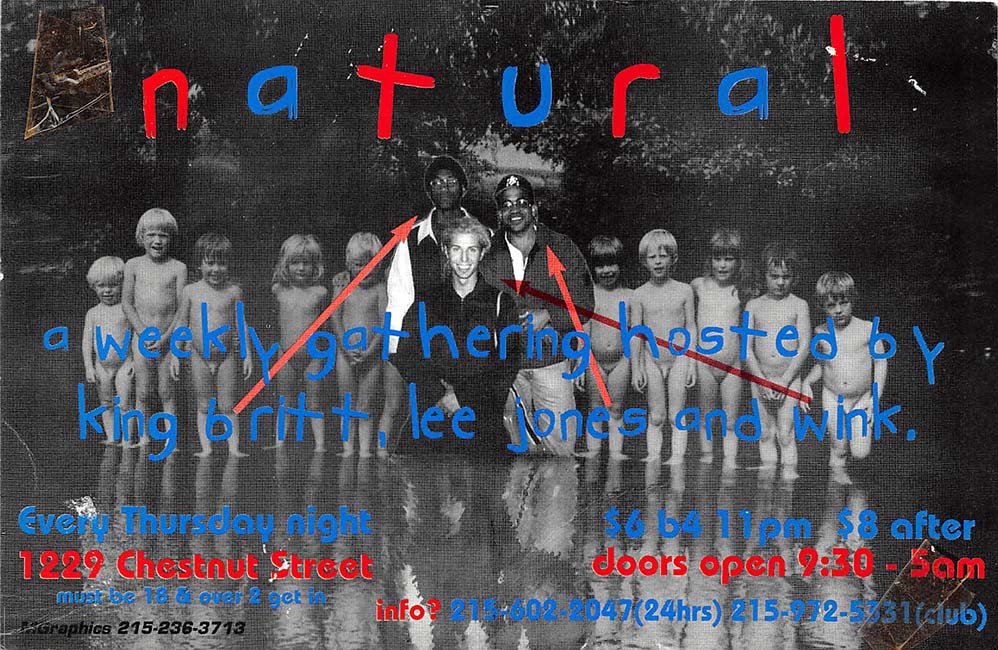 natural
a weekly gathering hosted by
king britt, lee jones and wink.
Every Thursday night
1229 Chestnut Street
must be 18 & over 2 get in
MGraphics 215-236-3713
$6 b4 11pm $8 after
doors open 9:30 - 5am
info? 215-602-2047(24hrs) 215-972-5331(club)